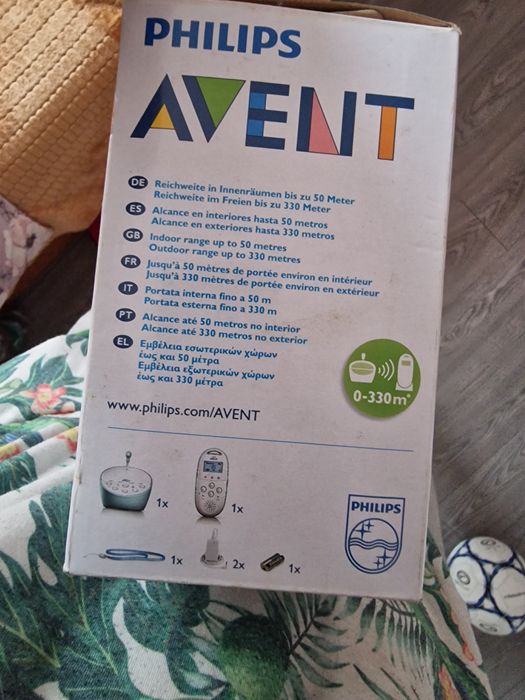 PHILIPS
AVENT
DE Reichweite in Innenräumen bis zu 50 Meter
Reichweite im Freien bis zu 330 Meter
ES Alcance en interiores hasta 50 metros
Alcance en exteriores hasta 330 metros
GB Indoor range up to 50 metres
Outdoor range up to 330 metres
FR Jusqu'à 50 mètres de portée environ en intérieur
Jusqu'à 330 mètres de portée environ en extérieur
IT Portata interna fino a 50 m
Portata esterna fino a 330 m
PT Alcance até 50 metros no interior
Alcance até 330 metros no exterior
EL Εμβέλεια εσωτερικών χώρων
έως και 50 μέτρα
Εμβέλεια εξωτερικών χώρων
έως και 330 μέτρα
0-330m*
www.philips.com/AVENT
1x
1x
1x
2x
1x
PHILIPS